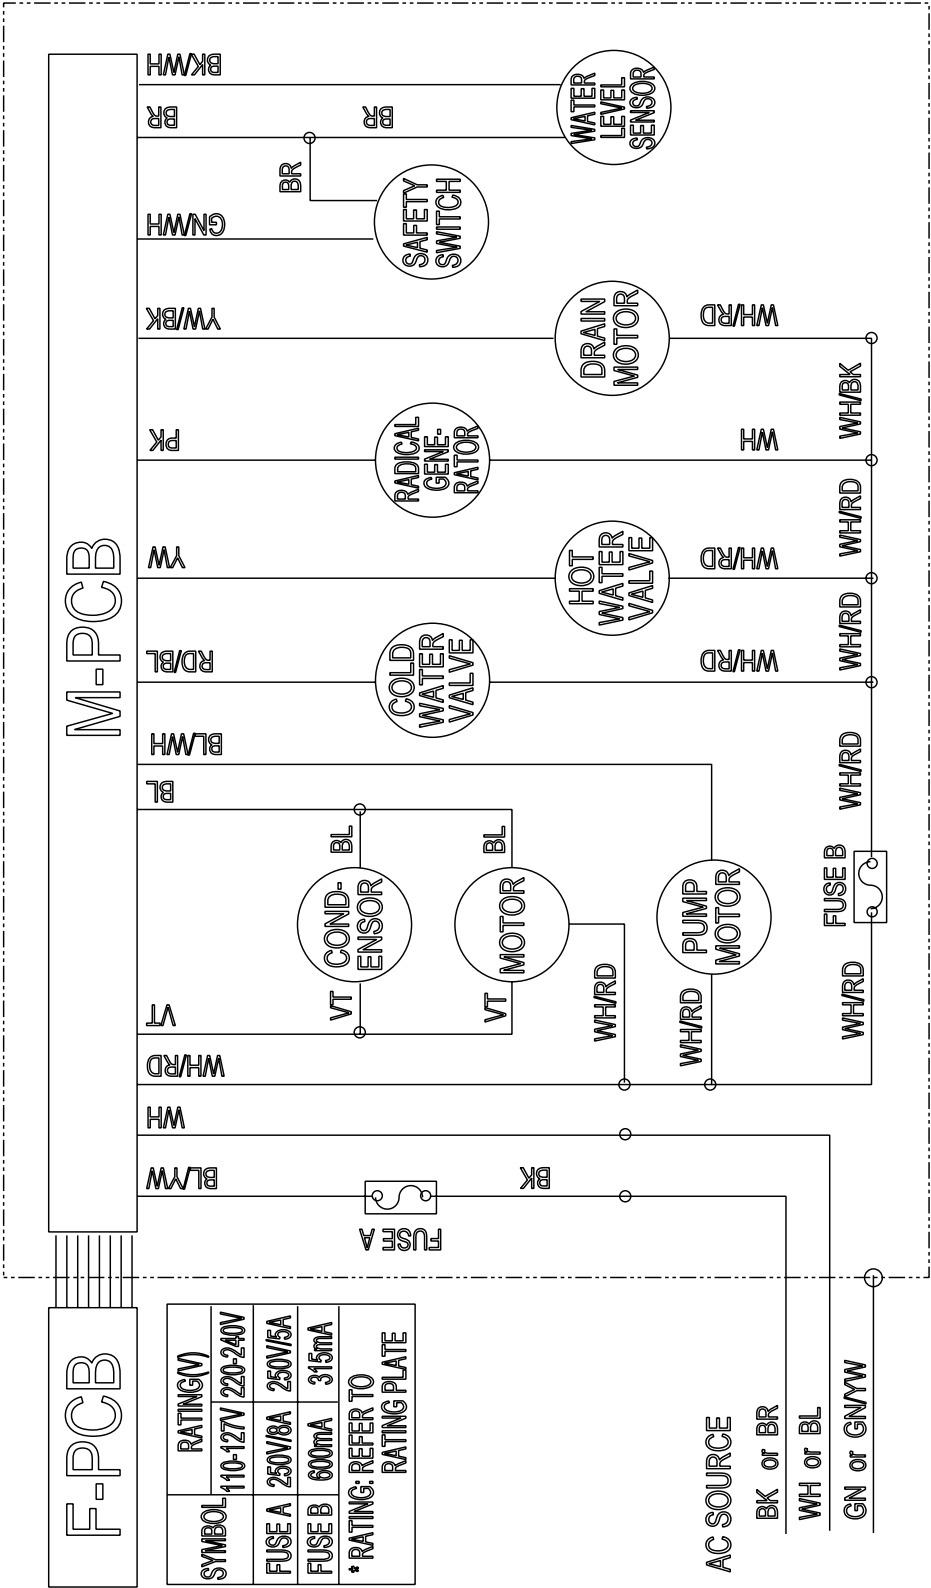 F-PCB
M-PCB
SYMBOL
RATING(V)
110-127V
220-240V
FUSE A
250V/8A
250V/5A
FUSE B
600mA
315mA
* RATING: REFER TO
RATING PLATE
AC SOURCE
BK or BR
WH or BL
GN or GN/YW
BL/YW
FUSE A
BK
WH
WH/RD
VT
VT
COND-
ENSOR
BL
VT
MOTOR
BL
WH/RD
BL
BL/WH
PUMP
MOTOR
WH/RD
RD/BL
COLD
WATER
VALVE
WH/RD
YW
HOT
WATER
VALVE
WH/RD
PK
RADICAL
GENE-
RATOR
WH
YW/BK
DRAIN
MOTOR
WH/RD
GN/WH
SAFETY
SWITCH
BR
BR
BR
BK/WH
WATER
LEVEL
SENSOR
WH/RD
FUSE B
WH/RD
WH/RD
WH/RD
WH/BK